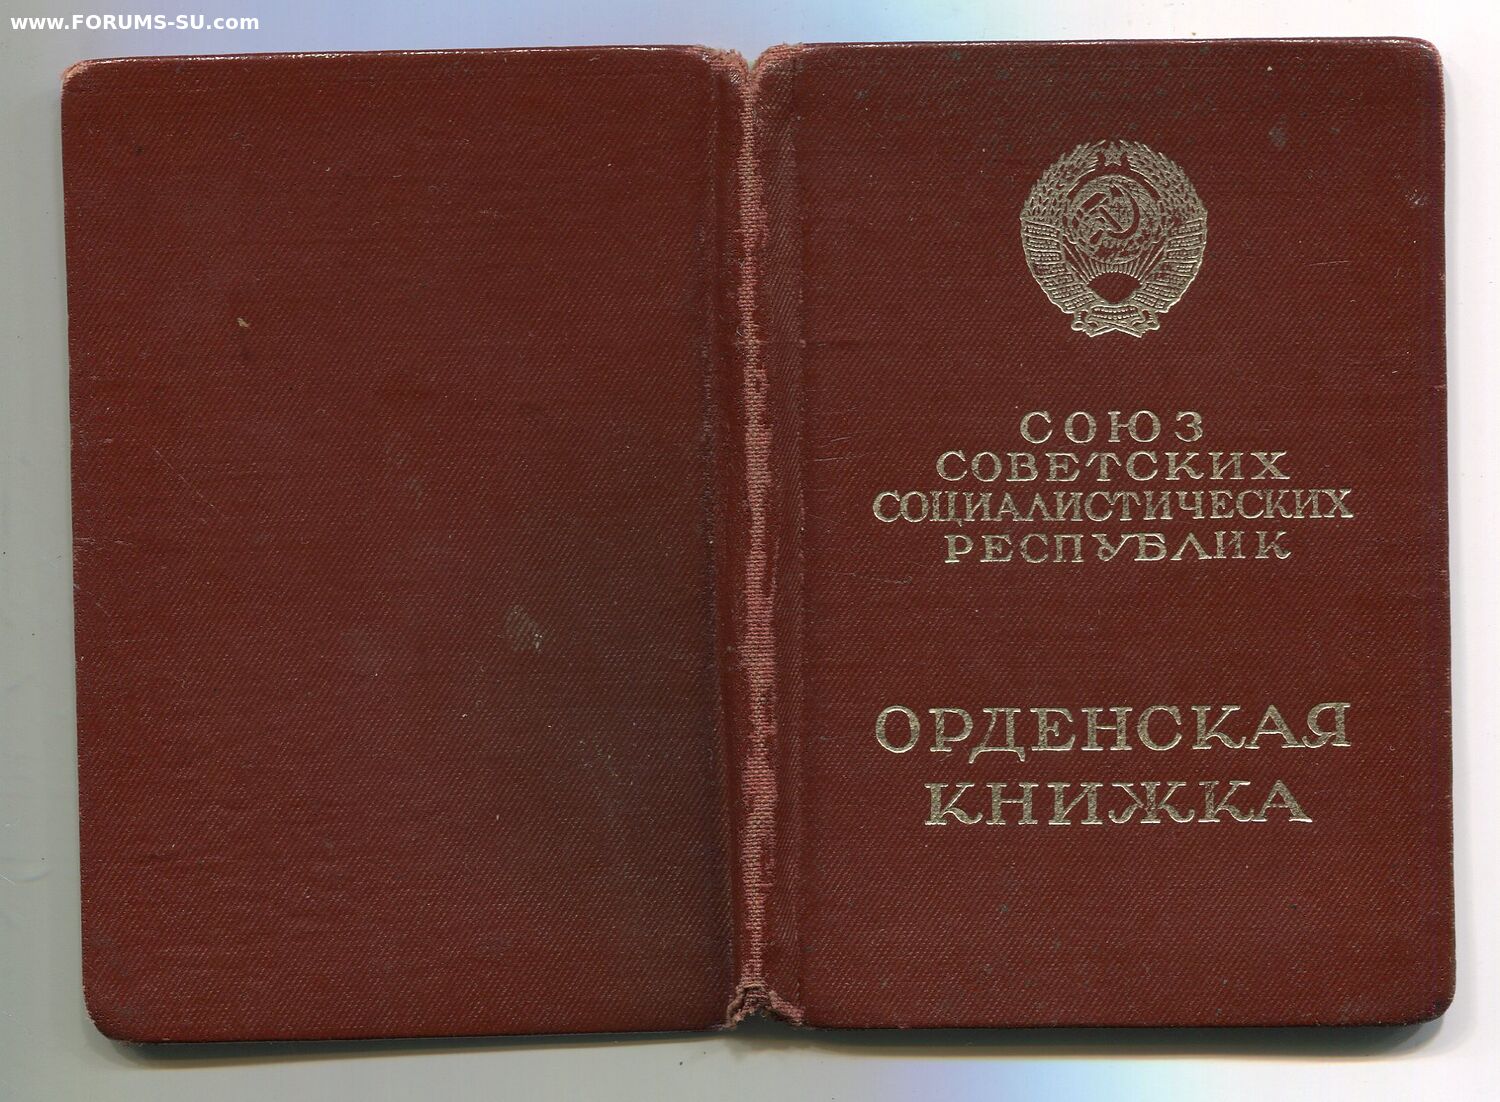 www.FORUMS-SU.com
СОЮЗ
СОВЕТСКИХ
СОЦИАЛИСТИЧЕСКИХ
РЕСПУБЛИК
ОРДЕНСКАЯ
КНИЖКА